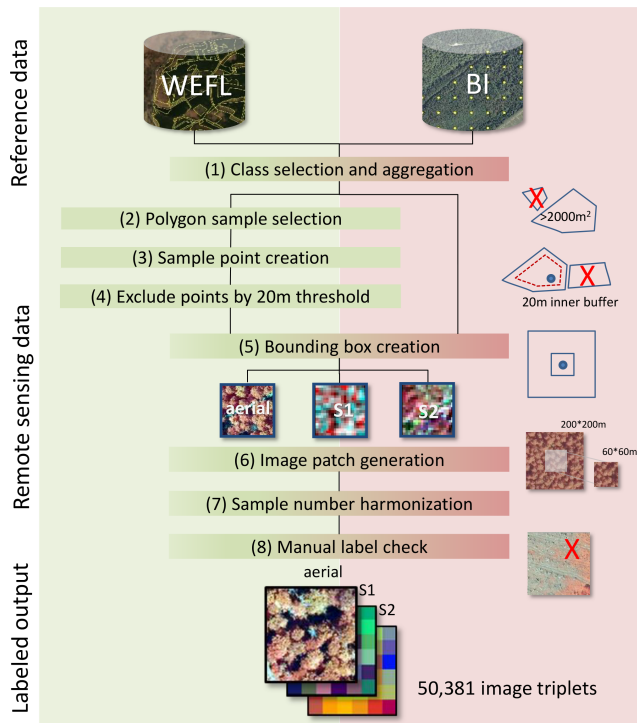 Reference data
WEFL
BI
(1) Class selection and aggregation
(2) Polygon sample selection
X
>2000m²
(3) Sample point creation
X
(4) Exclude points by 20m threshold
20m inner buffer
Remote sensing data
(5) Bounding box creation
aerial
S1
S2
200*200m
60*60m
(6) Image patch generation
(7) Sample number harmonization
(8) Manual label check
X
Labeled output
aerial
S1
S2
50,381 image triplets